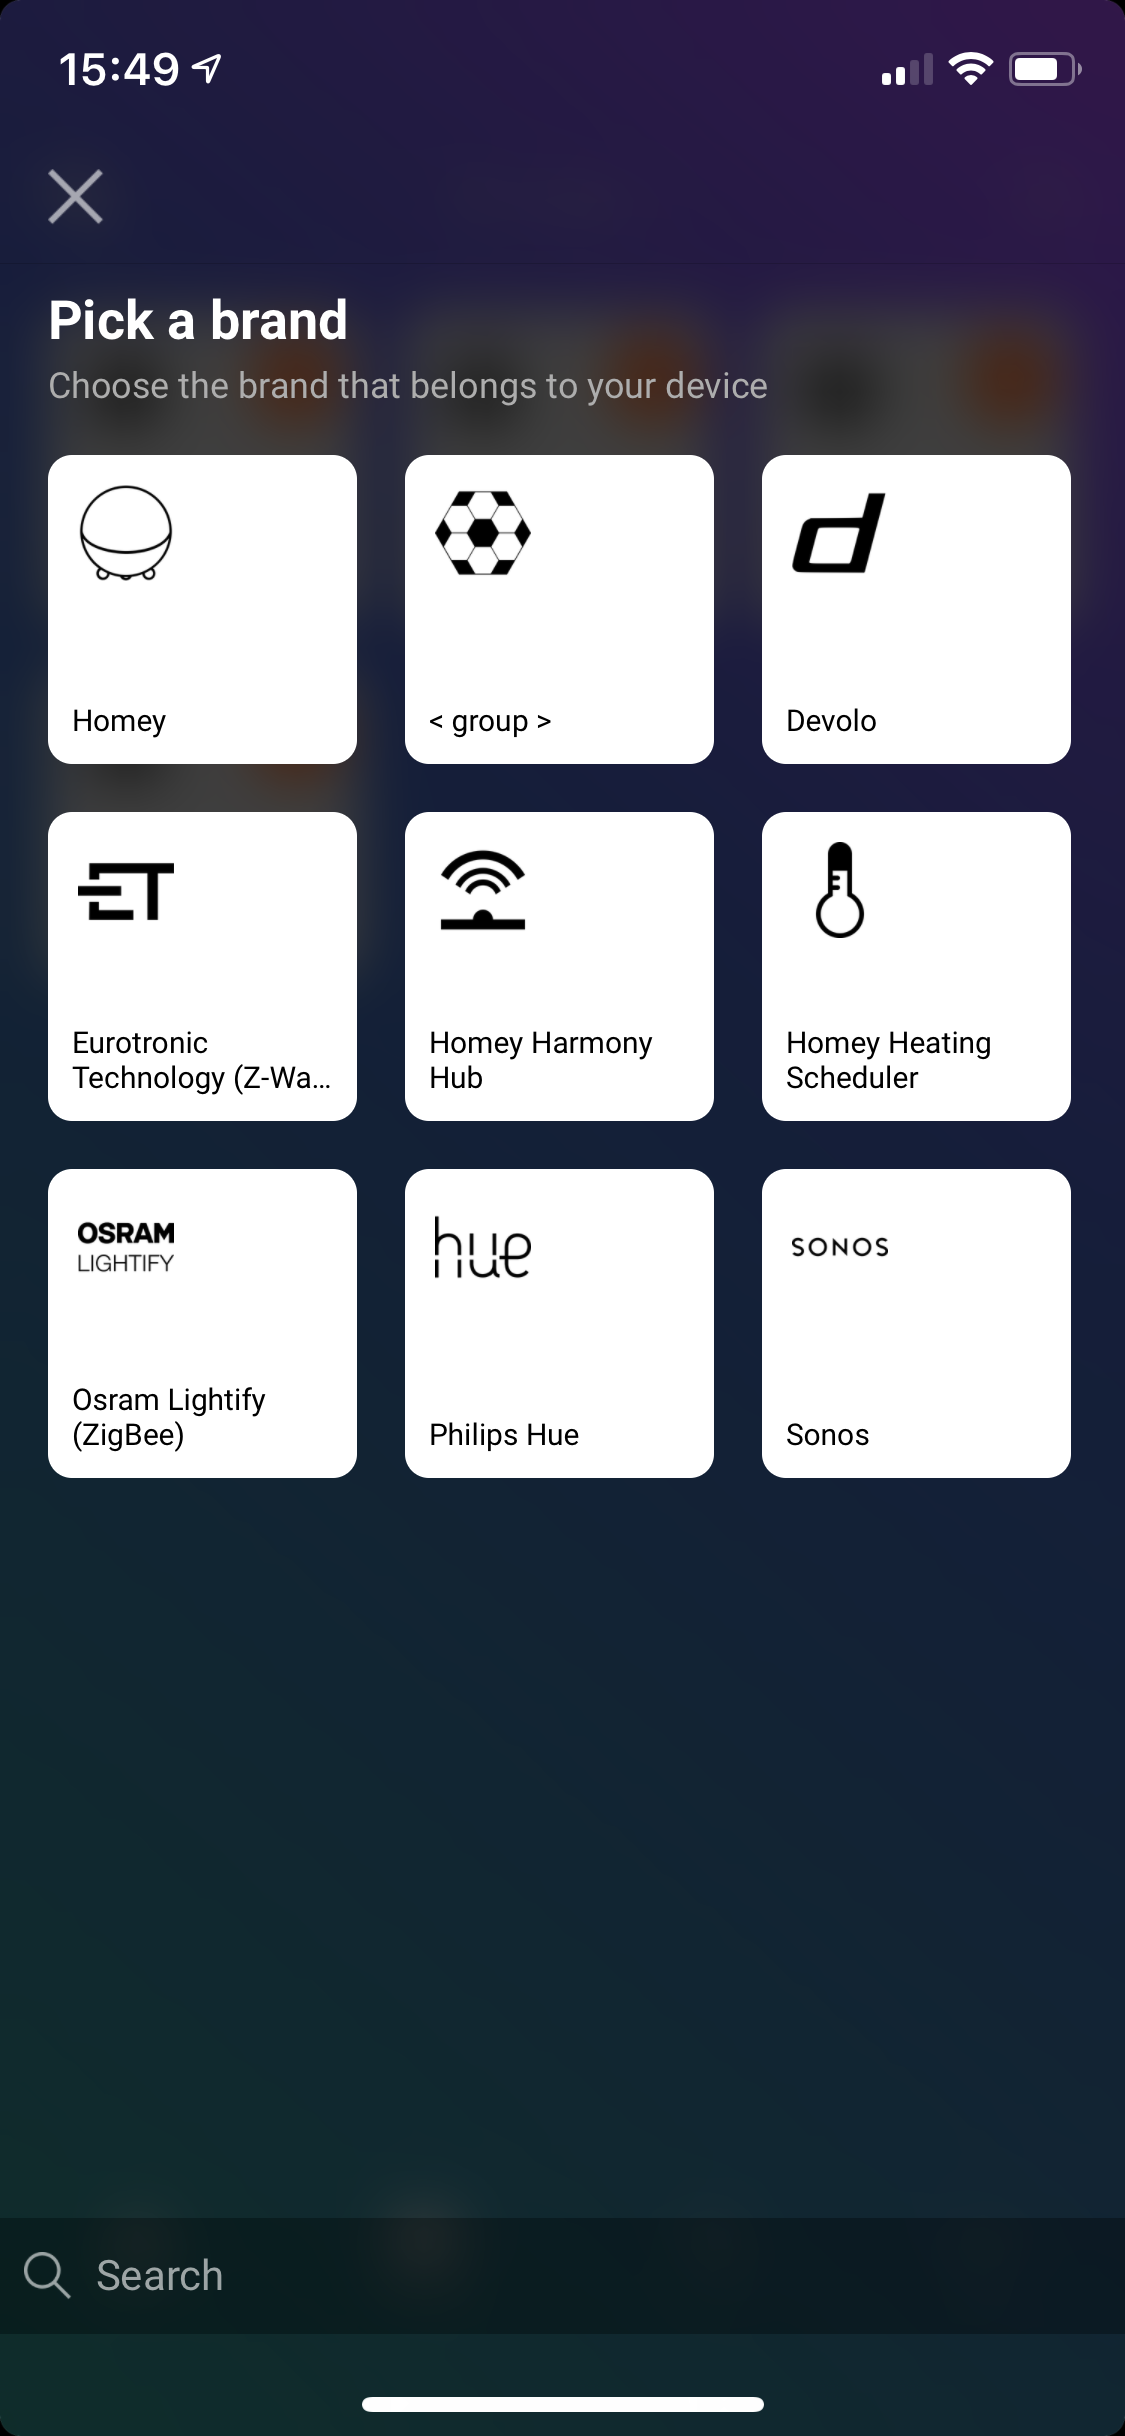 15:49
Pick a brand
Choose the brand that belongs to your device
Homey
< group >
Devolo
ET
Eurotronic
Technology (Z-Wa...
Homey Harmony
Hub
Homey Heating
Scheduler
OSRAM
LIGHTIFY
Osram Lightify
(ZigBee)
hue
Philips Hue
SONOS
Sonos
Search